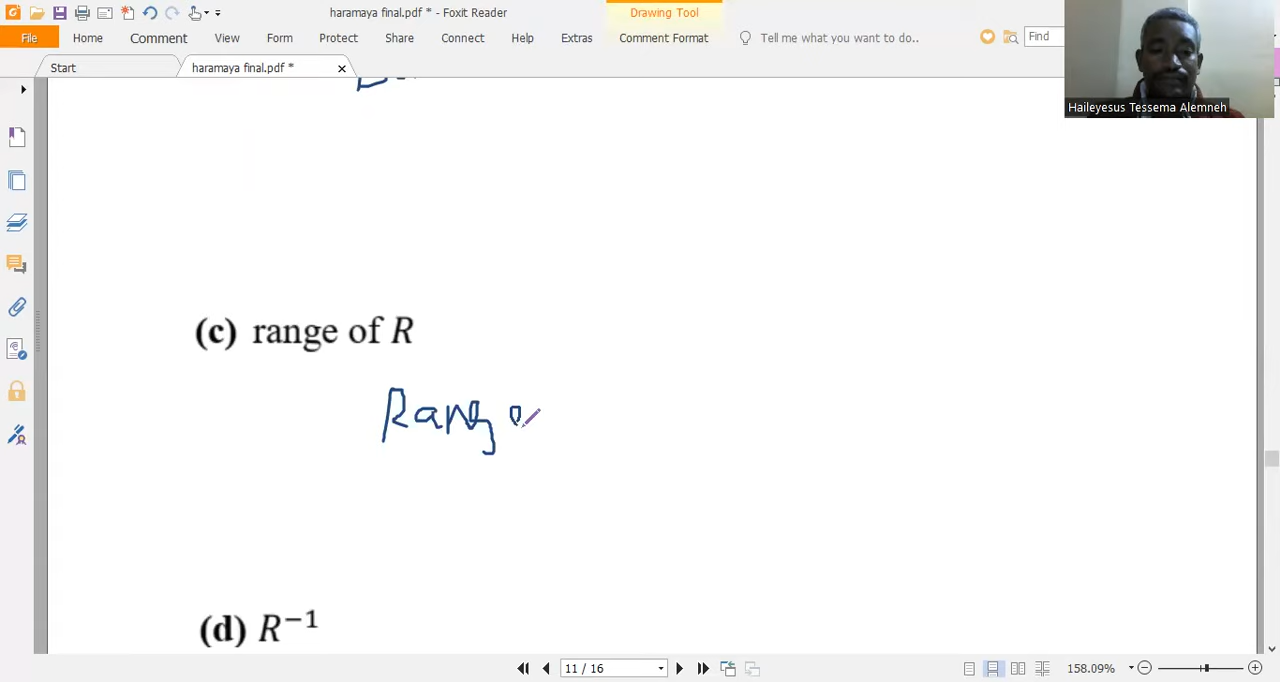 haramaya final.pdf * - Foxit Reader
Drawing Tool
File Home Comment View Form Protect Share Connect Help Extras Comment Format Tell me what you want to do.. Find
Start haramaya final.pdf *
Haileyesus Tessema Alemneh
(c) range of R
Rang
(d) R⁻¹
11 / 16
158.09%